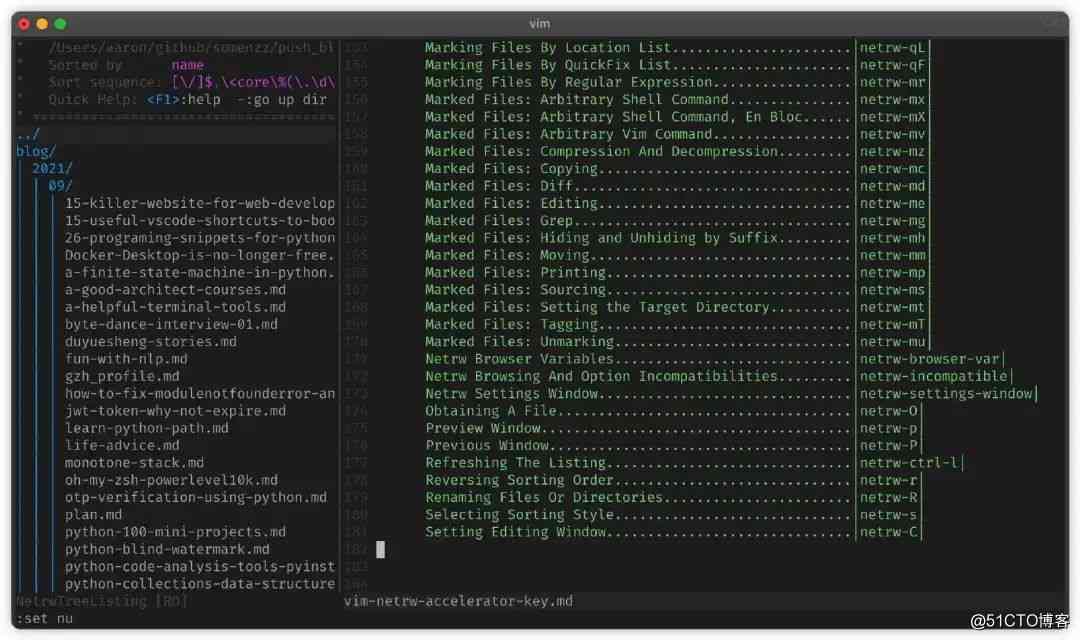 vim
" /Users/aaron/github/somenzz/push_bl
" Sorted by name
" Sort sequence: [\/]$,\<core\%(\.\d\
" Quick Help: <F1>:help -:go up dir
" ===================================
../
blog/
2021/
09/
15-killer-website-for-web-develop
15-useful-vscode-shortcuts-to-boo
26-programing-snippets-for-python
Docker-Desktop-is-no-longer-free.
a-finite-state-machine-in-python.
a-good-architect-courses.md
a-helpful-terminal-tools.md
byte-dance-interview-01.md
duyuesheng-stories.md
fun-with-nlp.md
gzh_profile.md
how-to-fix-modulenotfounderror-an
jwt-token-why-not-expire.md
learn-python-path.md
life-advice.md
monotone-stack.md
oh-my-zsh-powerlevel10k.md
otp-verification-using-python.md
plan.md
python-100-mini-projects.md
python-blind-watermark.md
python-code-analysis-tools-pyinst
python-collections-data-structure
NetrwTreeListing [RO]
:set nu
153 Marking Files By Location List......................|netrw-qL|
154 Marking Files By QuickFix List......................|netrw-qF|
155 Marking Files By Regular Expression.................|netrw-mr|
156 Marked Files: Arbitrary Shell Command...............|netrw-mx|
157 Marked Files: Arbitrary Shell Command, En Bloc......|netrw-mX|
158 Marked Files: Arbitrary Vim Command.................|netrw-mv|
159 Marked Files: Compression And Decompression.........|netrw-mz|
160 Marked Files: Copying...............................|netrw-mc|
161 Marked Files: Diff..................................|netrw-md|
162 Marked Files: Editing...............................|netrw-me|
163 Marked Files: Grep..................................|netrw-mg|
164 Marked Files: Hiding and Unhiding by Suffix.........|netrw-mh|
165 Marked Files: Moving................................|netrw-mm|
166 Marked Files: Printing..............................|netrw-mp|
167 Marked Files: Sourcing..............................|netrw-ms|
168 Marked Files: Setting the Target Directory..........|netrw-mt|
169 Marked Files: Tagging...............................|netrw-mT|
170 Marked Files: Unmarking.............................|netrw-mu|
171 Netrw Browser Variables.............................|netrw-browser-var|
172 Netrw Browsing And Option Incompatibilities.........|netrw-incompatible|
173 Netrw Settings Window...............................|netrw-settings-window|
174 Obtaining A File....................................|netrw-O|
175 Preview Window......................................|netrw-p|
176 Previous Window.....................................|netrw-P|
177 Refreshing The Listing..............................|netrw-ctrl-l|
178 Reversing Sorting Order.............................|netrw-r|
179 Renaming Files Or Directories.......................|netrw-R|
180 Selecting Sorting Style.............................|netrw-s|
181 Setting Editing Window..............................|netrw-C|
182
183
184
vim-netrw-accelerator-key.md
@51CTO博客